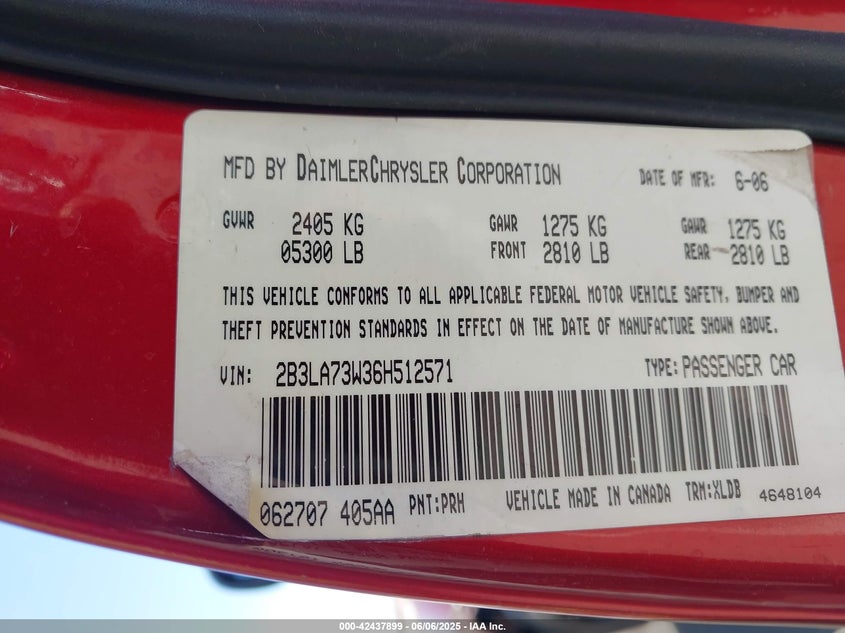 MFD BY DAIMLERCHRYSLER CORPORATION DATE OF MFR: 6-06
GVWR 2405 KG GAWR 1275 KG GAWR 1275 KG
05300 LB FRONT 2810 LB REAR 2810 LB
THIS VEHICLE CONFORMS TO ALL APPLICABLE FEDERAL MOTOR VEHICLE SAFETY, BUMPER AND
THEFT PREVENTION STANDARDS IN EFFECT ON THE DATE OF MANUFACTURE SHOWN ABOVE.
VIN: 2B3LA73W36H512571 TYPE: PASSENGER CAR
062707 405AA PNT:PRH VEHICLE MADE IN CANADA TRM:XLDB 4648104
000-42437899 - 06/06/2025 - IAA Inc.